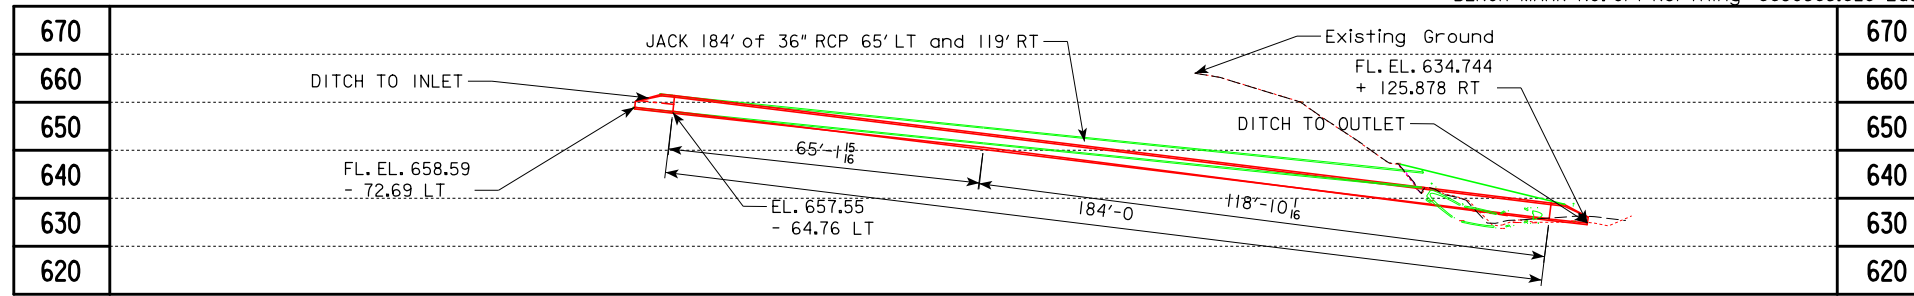 670
660
650
640
630
620
JACK 184' of 36" RCP 65' LT and 119' RT
DITCH TO INLET
Existing Ground
FL. EL. 634.744
+ 125.878 RT
DITCH TO OUTLET
FL. EL. 658.59
- 72.69 LT
65'-1 15/16
EL. 657.55
- 64.76 LT
184'-0
118'-10 1/16
670
660
650
640
630
620